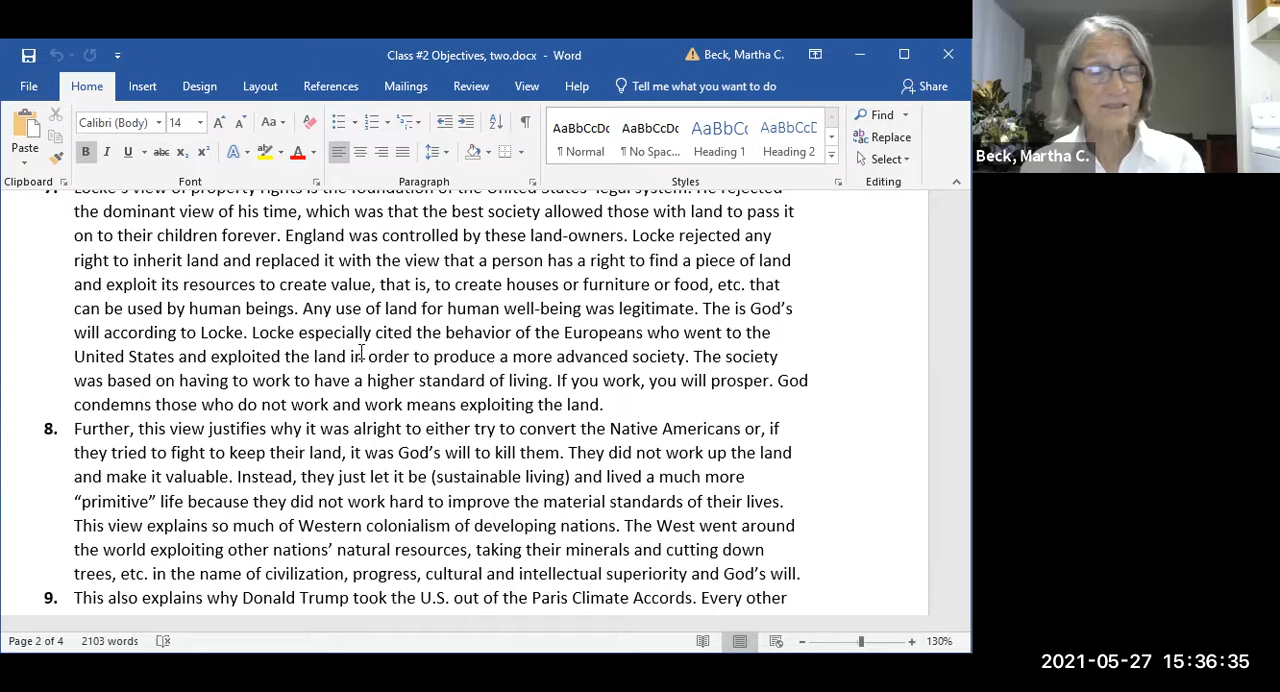 Class #2 Objectives, two.docx - Word
Beck, Martha C.
File Home Insert Design Layout References Mailings Review View Help Tell me what you want to do Share
Paste
Calibri (Body) 14
AaBbCcDc AaBbCcDc AaBbCc AaBbCcD
¶ Normal ¶ No Spac... Heading 1 Heading 2
Find
Replace
Select
Clipboard Font Paragraph Styles Editing
Beck, Martha C.
7. Locke's view of property rights is the foundation of the United States' legal system. He rejected
the dominant view of his time, which was that the best society allowed those with land to pass it
on to their children forever. England was controlled by these land-owners. Locke rejected any
right to inherit land and replaced it with the view that a person has a right to find a piece of land
and exploit its resources to create value, that is, to create houses or furniture or food, etc. that
can be used by human beings. Any use of land for human well-being was legitimate. The is God's
will according to Locke. Locke especially cited the behavior of the Europeans who went to the
United States and exploited the land in order to produce a more advanced society. The society
was based on having to work to have a higher standard of living. If you work, you will prosper. God
condemns those who do not work and work means exploiting the land.
8. Further, this view justifies why it was alright to either try to convert the Native Americans or, if
they tried to fight to keep their land, it was God's will to kill them. They did not work up the land
and make it valuable. Instead, they just let it be (sustainable living) and lived a much more
"primitive" life because they did not work hard to improve the material standards of their lives.
This view explains so much of Western colonialism of developing nations. The West went around
the world exploiting other nations' natural resources, taking their minerals and cutting down
trees, etc. in the name of civilization, progress, cultural and intellectual superiority and God's will.
9. This also explains why Donald Trump took the U.S. out of the Paris Climate Accords. Every other
Page 2 of 4 2103 words 130%
2021-05-27 15:36:35